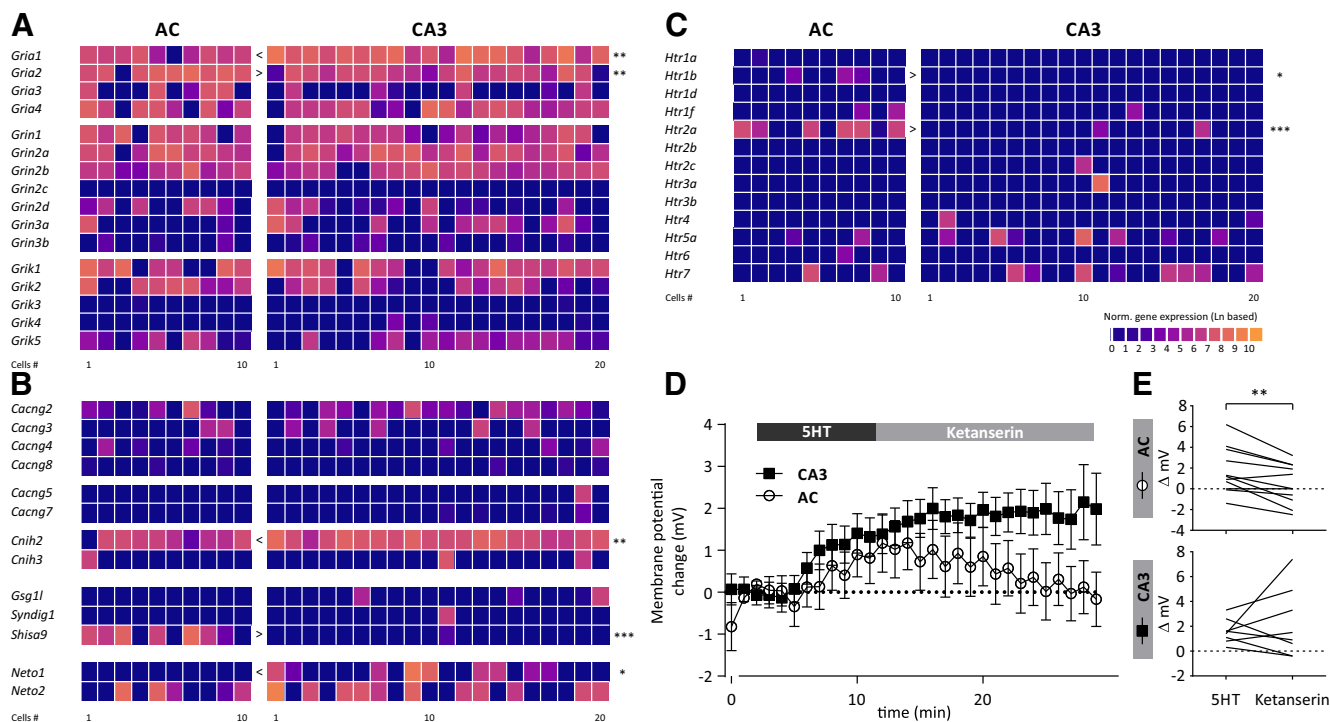 A
AC CA3
Gria1 < **
Gria2 > **
Gria3
Gria4
Grin1
Grin2a
Grin2b
Grin2c
Grin2d
Grin3a
Grin3b
Grik1
Grik2
Grik3
Grik4
Grik5
Cells # 1 10 1 10 20
B
Cacng2
Cacng3
Cacng4
Cacng8
Cacng5
Cacng7
Cnih2 < **
Cnih3
Gsg1l
Syndig1
Shisa9 > ***
Neto1 < *
Neto2
Cells # 1 10 1 10 20
C
AC CA3
Htr1a
Htr1b > *
Htr1d
Htr1f
Htr2a > ***
Htr2b
Htr2c
Htr3a
Htr3b
Htr4
Htr5a
Htr6
Htr7
Cells # 1 10 1 10 20
Norm. gene expression (Ln based)
0 1 2 3 4 5 6 7 8 9 10
D
5HT Ketanserin
CA3
AC
Membrane potential
change (mV)
4
3
2
1
0
-1
-2
0 10 20
time (min)
E
**
AC
Δ mV
8
6
4
2
0
-2
-4
CA3
Δ mV
8
6
4
2
0
-2
5HT Ketanserin